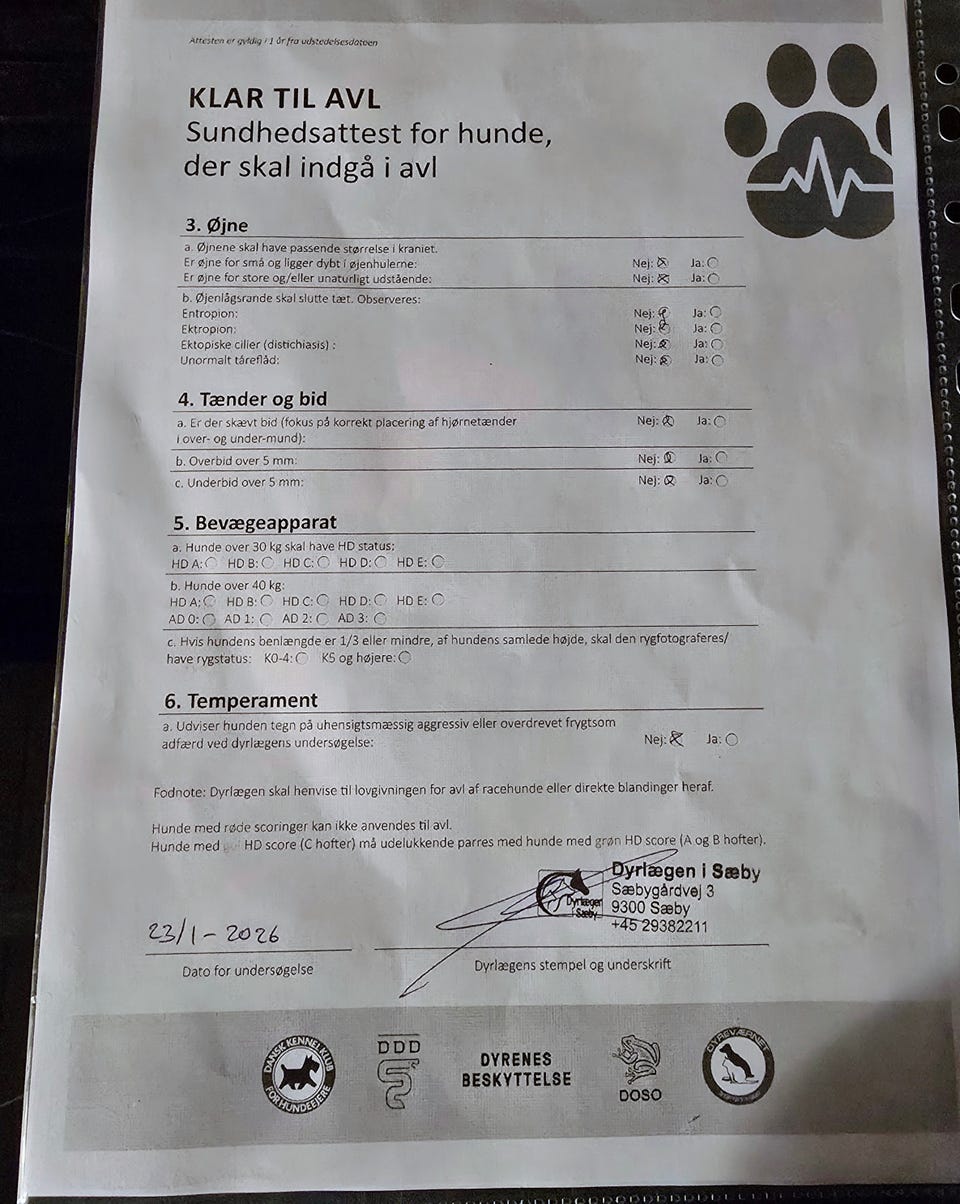 Attesten er gyldig i 1 år fra udstedelsesdatoen
KLAR TIL AVL
Sundhedsattest for hunde,
der skal indgå i avl
3. Øjne
a. Øjnene skal have passende størrelse i kraniet.
Er øjne for små og ligger dybt i øjenhulerne: Nej: Ja:
Er øjne for store og/eller unaturligt udstående: Nej: Ja:
b. Øjenlågsrande skal slutte tæt. Observeres:
Entropion: Nej: Ja:
Ektropion: Nej: Ja:
Ektopiske cilier (distichiasis) : Nej: Ja:
Unormalt tåreflåd: Nej: Ja:
4. Tænder og bid
a. Er der skævt bid (fokus på korrekt placering af hjørnetænder Nej: Ja:
i over- og under-mund):
b. Overbid over 5 mm: Nej: Ja:
c. Underbid over 5 mm: Nej: Ja:
5. Bevægeapparat
a. Hunde over 30 kg skal have HD status:
HD A: HD B: HD C: HD D: HD E:
b. Hunde over 40 kg:
HD A: HD B: HD C: HD D: HD E:
AD 0: AD 1: AD 2: AD 3:
c. Hvis hundens benlængde er 1/3 eller mindre, af hundens samlede højde, skal den rygfotograferes/
have rygstatus: K0-4: K5 og højere:
6. Temperament
a. Udviser hunden tegn på uhensigtsmæssig aggressiv eller overdrevet frygtsom
adfærd ved dyrlægens undersøgelse: Nej: Ja:
Fodnote: Dyrlægen skal henvise til lovgivningen for avl af racehunde eller direkte blandinger heraf.
Hunde med røde scoringer kan ikke anvendes til avl.
Hunde med HD score (C hofter) må udelukkende parres med hunde med grøn HD score (A og B hofter).
Dyrlægen i Sæby
Sæbygårdvej 3
9300 Sæby
+45 29382211
Dyrlægen
Sæby
23/1-2026
Dato for undersøgelse
Dyrlægens stempel og underskrift
DANSK KENNEL KLUB
FOR HUNDEEJERE
DDD
DYRENES
BESKYTTELSE
DOSO
DYREVÆRNET